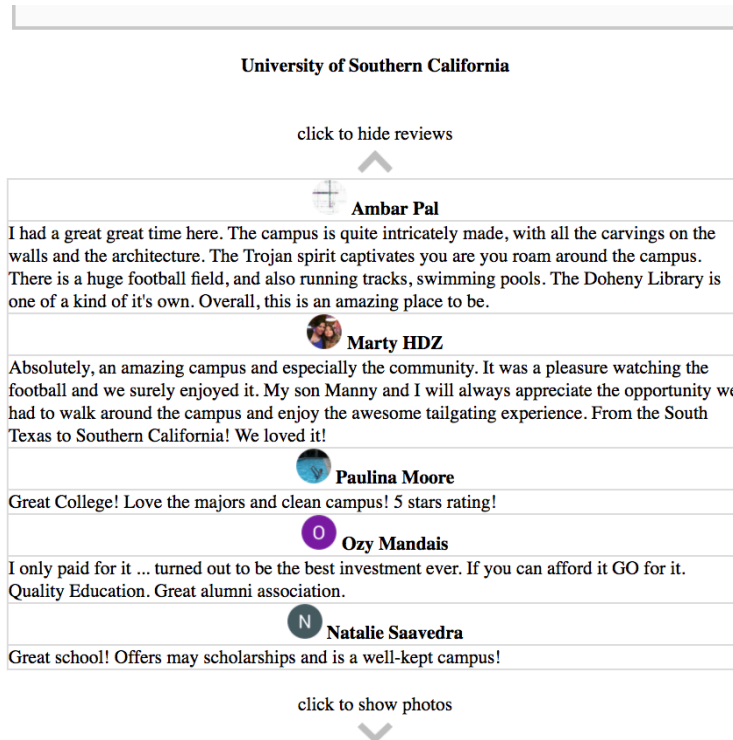 University of Southern California
click to hide reviews
Ambar Pal
I had a great great time here. The campus is quite intricately made, with all the carvings on the
walls and the architecture. The Trojan spirit captivates you are you roam around the campus.
There is a huge football field, and also running tracks, swimming pools. The Doheny Library is
one of a kind of it's own. Overall, this is an amazing place to be.
Marty HDZ
Absolutely, an amazing campus and especially the community. It was a pleasure watching the
football and we surely enjoyed it. My son Manny and I will always appreciate the opportunity we
had to walk around the campus and enjoy the awesome tailgating experience. From the South
Texas to Southern California! We loved it!
Paulina Moore
Great College! Love the majors and clean campus! 5 stars rating!
O
Ozy Mandais
I only paid for it ... turned out to be the best investment ever. If you can afford it GO for it.
Quality Education. Great alumni association.
N
Natalie Saavedra
Great school! Offers may scholarships and is a well-kept campus!
click to show photos